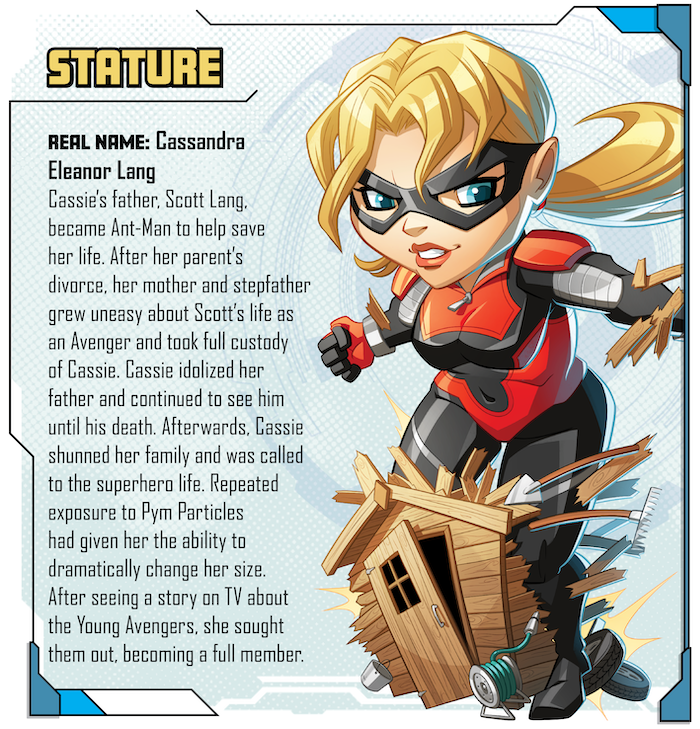 STATURE
REAL NAME: Cassandra
Eleanor Lang
Cassie's father, Scott Lang,
became Ant-Man to help save
her life. After her parent's
divorce, her mother and stepfather
grew uneasy about Scott's life as
an Avenger and took full custody
of Cassie. Cassie idolized her
father and continued to see him
until his death. Afterwards, Cassie
shunned her family and was called
to the superhero life. Repeated
exposure to Pym Particles
had given her the ability to
dramatically change her size.
After seeing a story on TV about
the Young Avengers, she sought
them out, becoming a full member.